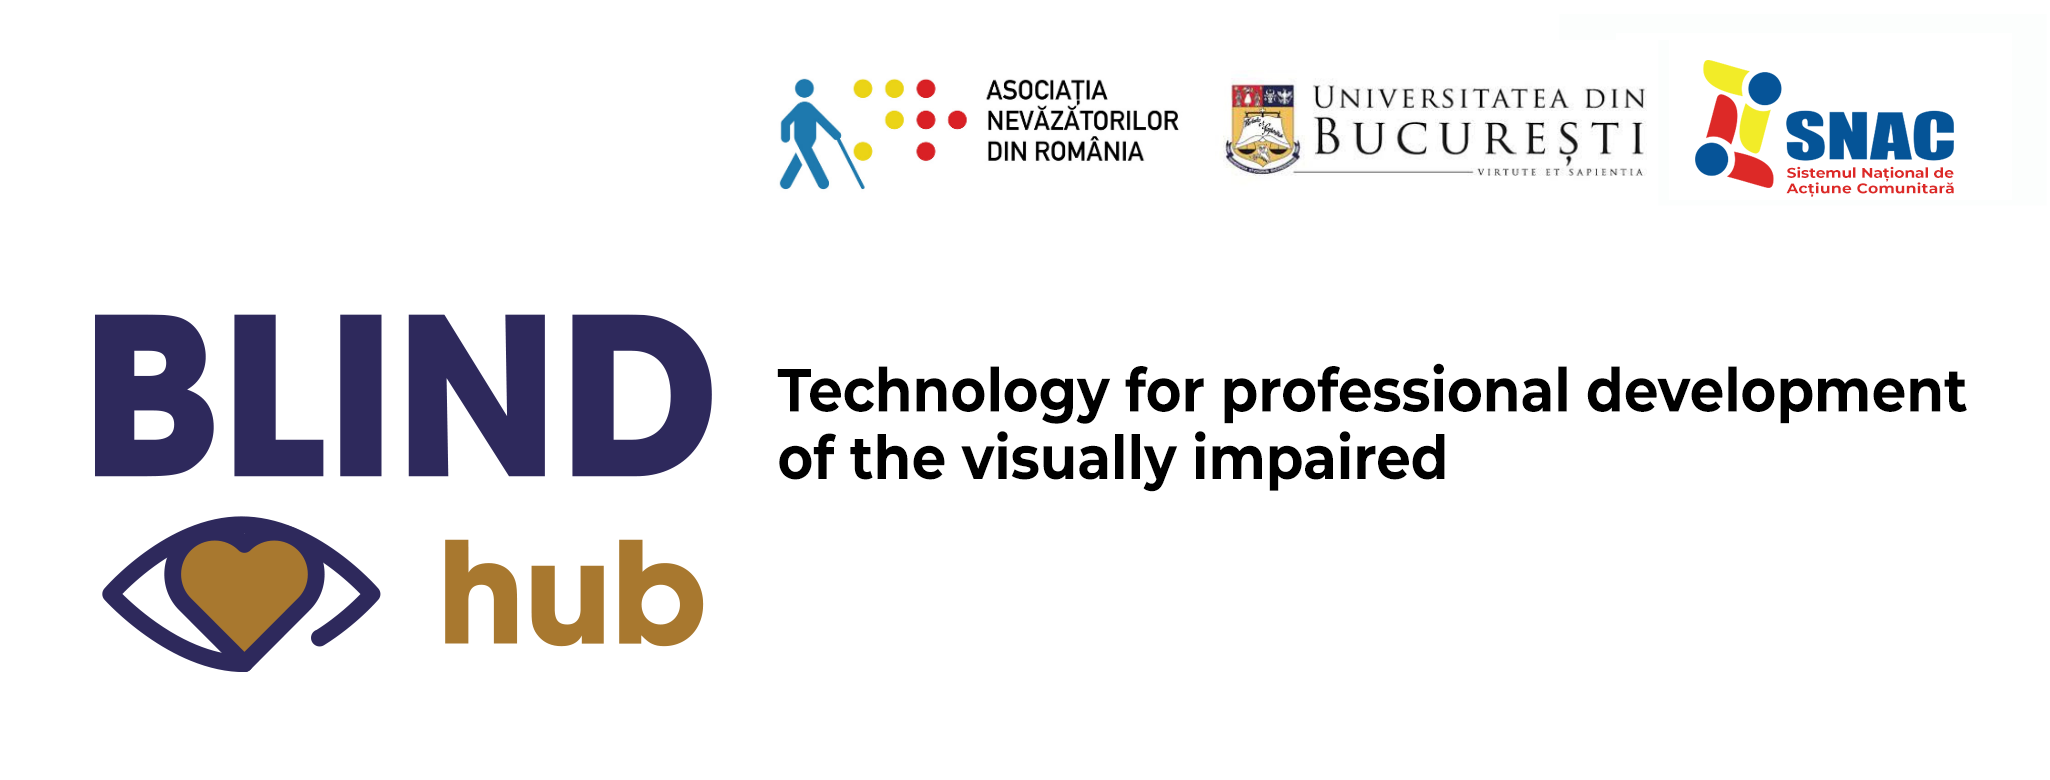 ASOCIAȚIA
NEVĂZĂTORILOR
DIN ROMÂNIA
UNIVERSITATEA DIN
BUCUREȘTI
VIRTUTE ET SAPIENTIA
SNAC
Sistemul Național de
Acțiune Comunitară
BLIND
hub
Technology for professional development
of the visually impaired